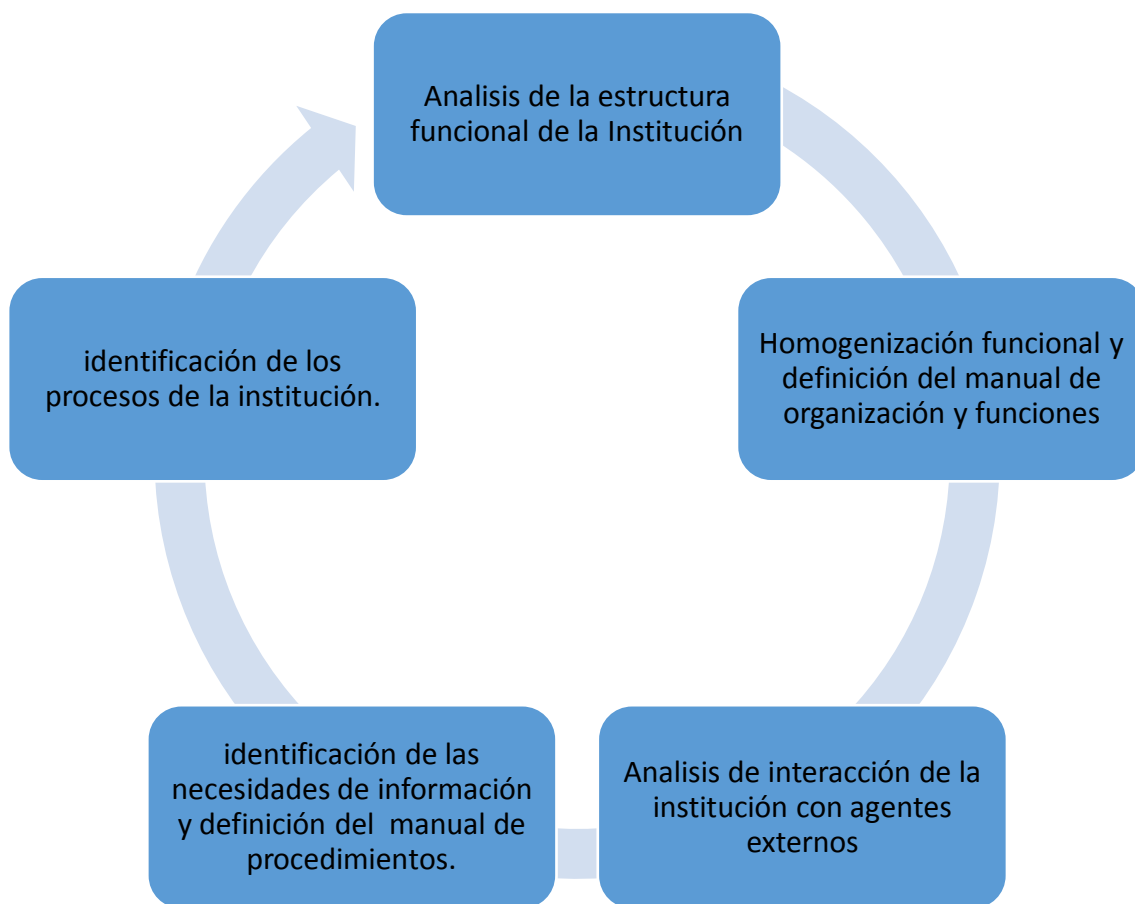 Analisis de la estructura
funcional de la Institución
Homogenización funcional y
definición del manual de
organización y funciones
Analisis de interacción de la
institución con agentes
externos
identificación de las
necesidades de información
y definición del  manual de
procedimientos.
identificación de los
procesos de la institución.